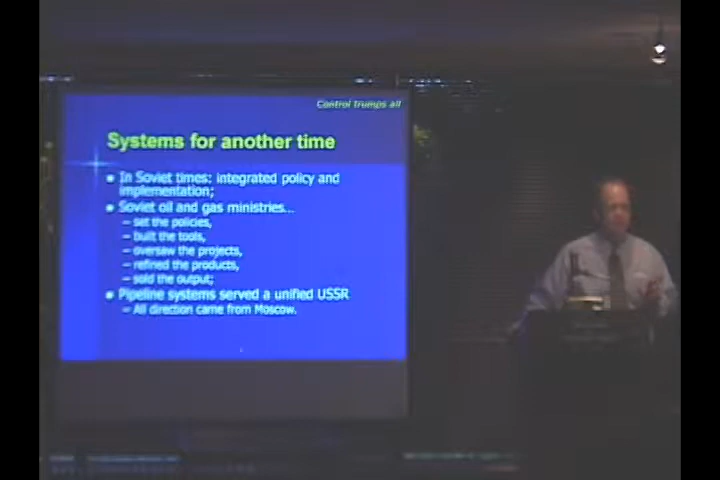 Control trumps all
Systems for another time
In Soviet times: integrated policy and
implementation;
Soviet oil and gas ministries...
– set the policies,
– built the tools,
– oversaw the projects,
– refined the products,
– sold the output;
Pipeline systems served a unified USSR
– All direction came from Moscow.